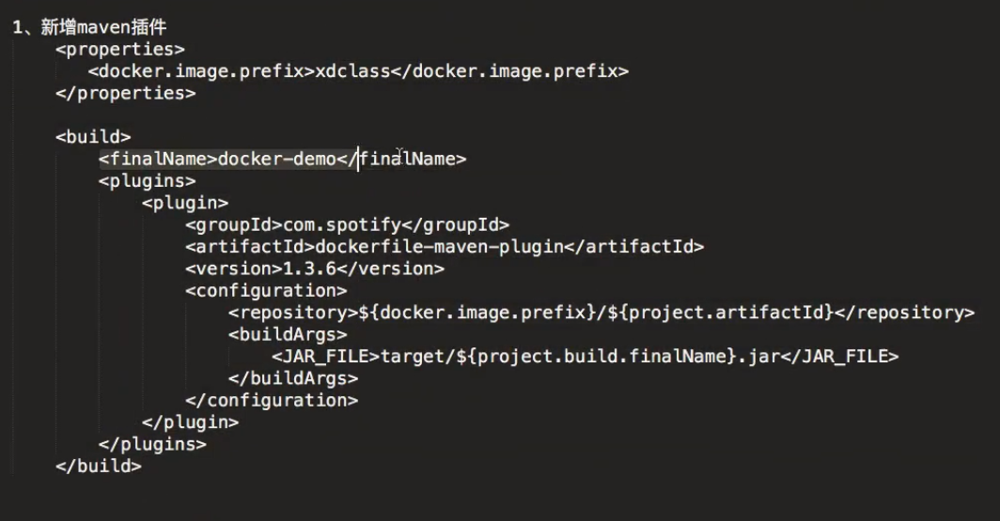 1、新增maven插件
<properties>
<docker.image.prefix>xdclass</docker.image.prefix>
</properties>
<build>
<finalName>docker-demo</finalName>
<plugins>
<plugin>
<groupId>com.spotify</groupId>
<artifactId>dockerfile-maven-plugin</artifactId>
<version>1.3.6</version>
<configuration>
<repository>${docker.image.prefix}/${project.artifactId}</repository>
<buildArgs>
<JAR_FILE>target/${project.build.finalName}.jar</JAR_FILE>
</buildArgs>
</configuration>
</plugin>
</plugins>
</build>